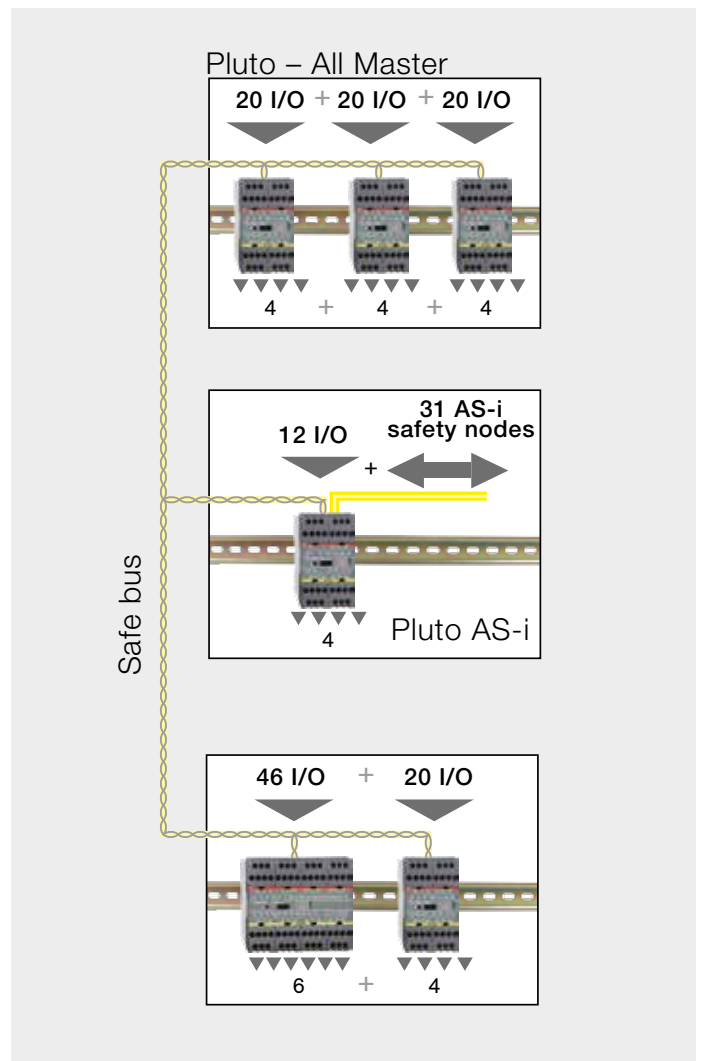 Pluto – All Master
20 I/O + 20 I/O + 20 I/O
4 + 4 + 4
31 AS-i
safety nodes
12 I/O
+
4
Pluto AS-i
Safe bus
46 I/O + 20 I/O
6 + 4